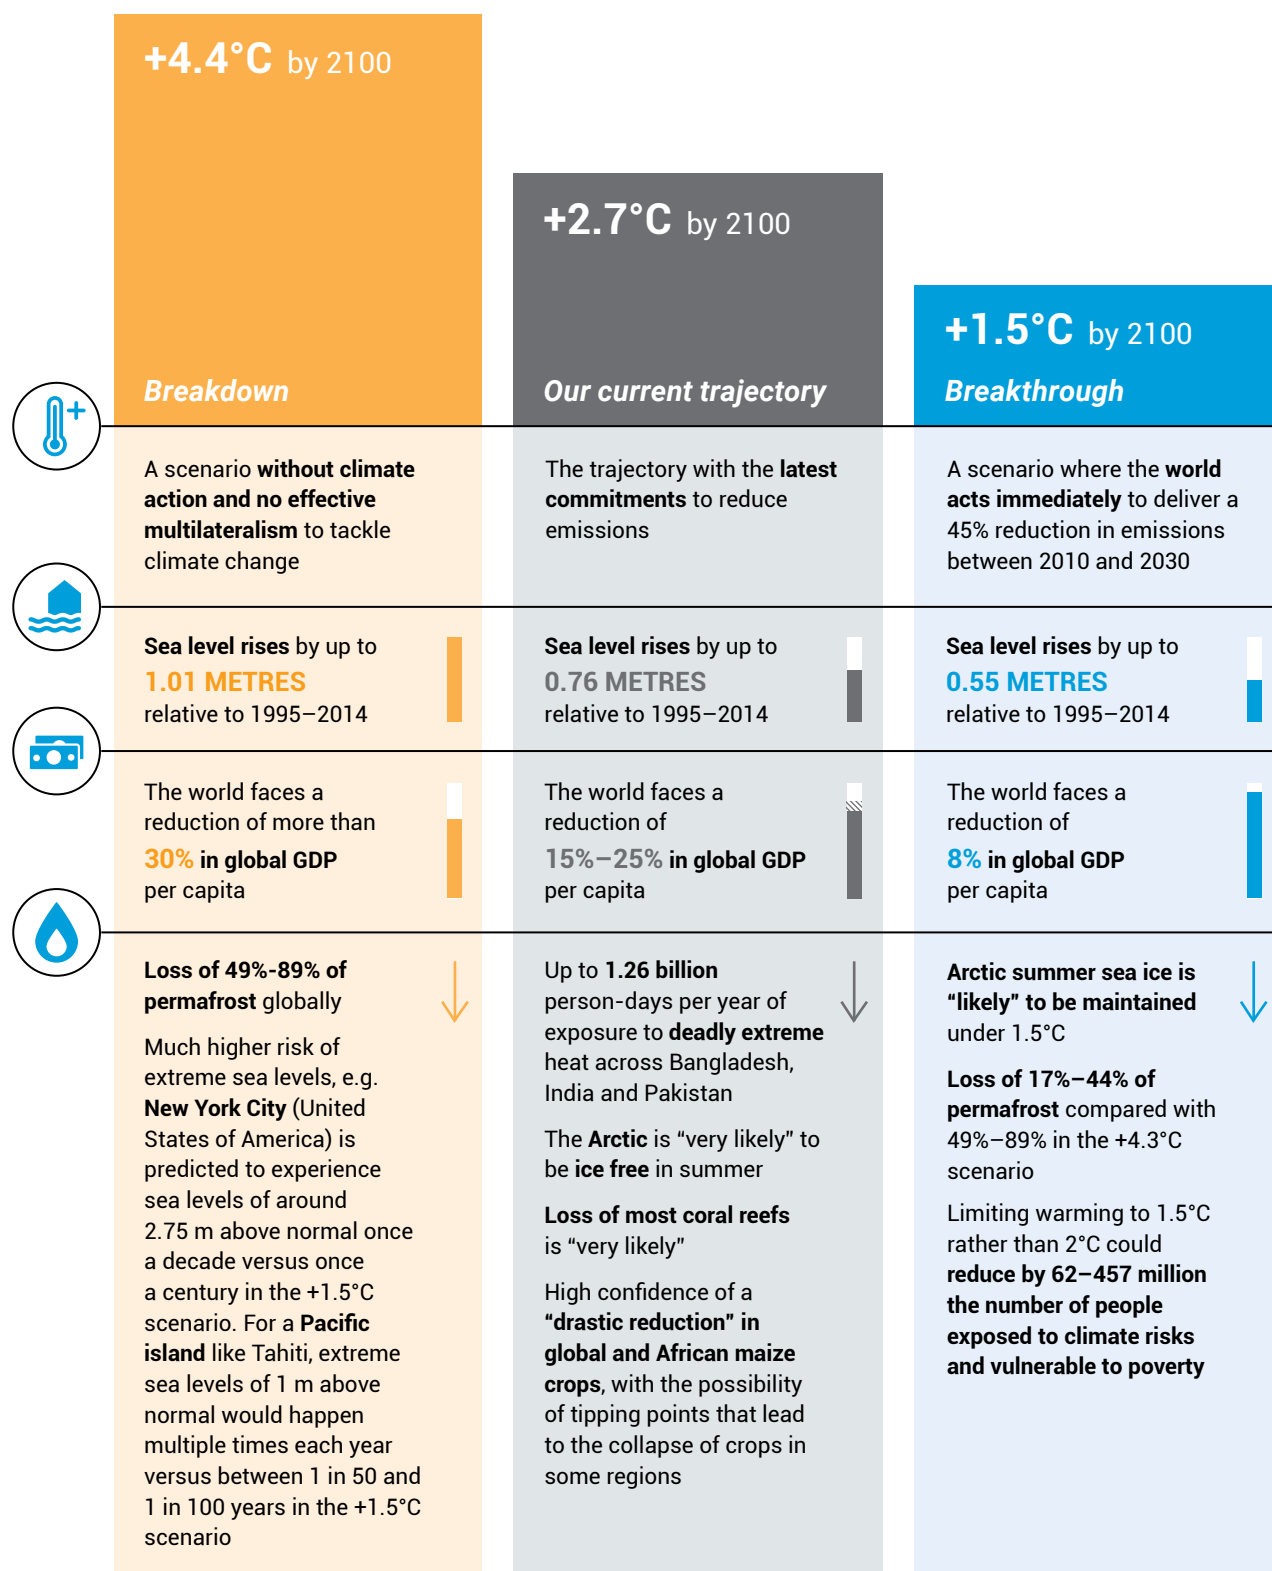 +4.4°C by 2100
Breakdown
A scenario without climate
action and no effective
multilateralism to tackle
climate change
Sea level rises by up to
1.01 METRES
relative to 1995–2014
The world faces a
reduction of more than
30% in global GDP
per capita
Loss of 49%-89% of
permafrost globally
Much higher risk of
extreme sea levels, e.g.
New York City (United
States of America) is
predicted to experience
sea levels of around
2.75 m above normal once
a decade versus once
a century in the +1.5°C
scenario. For a Pacific
island like Tahiti, extreme
sea levels of 1 m above
normal would happen
multiple times each year
versus between 1 in 50 and
1 in 100 years in the +1.5°C
scenario
+2.7°C by 2100
Our current trajectory
The trajectory with the latest
commitments to reduce
emissions
Sea level rises by up to
0.76 METRES
relative to 1995–2014
The world faces a
reduction of
15%–25% in global GDP
per capita
Up to 1.26 billion
person-days per year of
exposure to deadly extreme
heat across Bangladesh,
India and Pakistan
The Arctic is “very likely” to
be ice free in summer
Loss of most coral reefs
is “very likely”
High confidence of a
“drastic reduction” in
global and African maize
crops, with the possibility
of tipping points that lead
to the collapse of crops in
some regions
+1.5°C by 2100
Breakthrough
A scenario where the world
acts immediately to deliver a
45% reduction in emissions
between 2010 and 2030
Sea level rises by up to
0.55 METRES
relative to 1995–2014
The world faces a
reduction of
8% in global GDP
per capita
Arctic summer sea ice is
“likely” to be maintained
under 1.5°C
Loss of 17%–44% of
permafrost compared with
49%–89% in the +4.3°C
scenario
Limiting warming to 1.5°C
rather than 2°C could
reduce by 62–457 million
the number of people
exposed to climate risks
and vulnerable to poverty